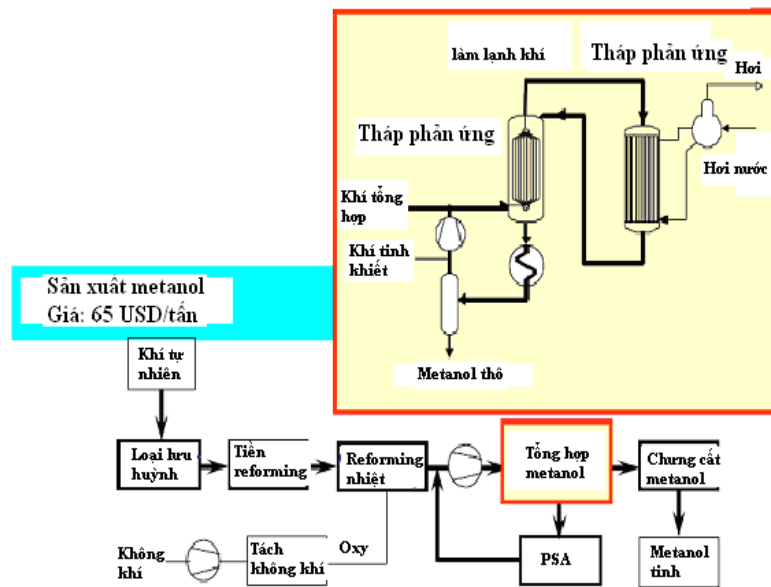 làm lạnh khí
Tháp phản ứng
Hơi
Tháp phản ứng
Hơi nước
Khí tổng
hợp
Khí tinh
khiết
Metanol thô
Sản xuất metanol
Giá: 65 USD/tấn
Khí tự
nhiên
Loại lưu
huỳnh
Tiền
reforming
Reforming
nhiệt
Tổng hợp
metanol
Chưng cất
metanol
Không
khí
Tách
không khí
Oxy
PSA
Metanol
tinh